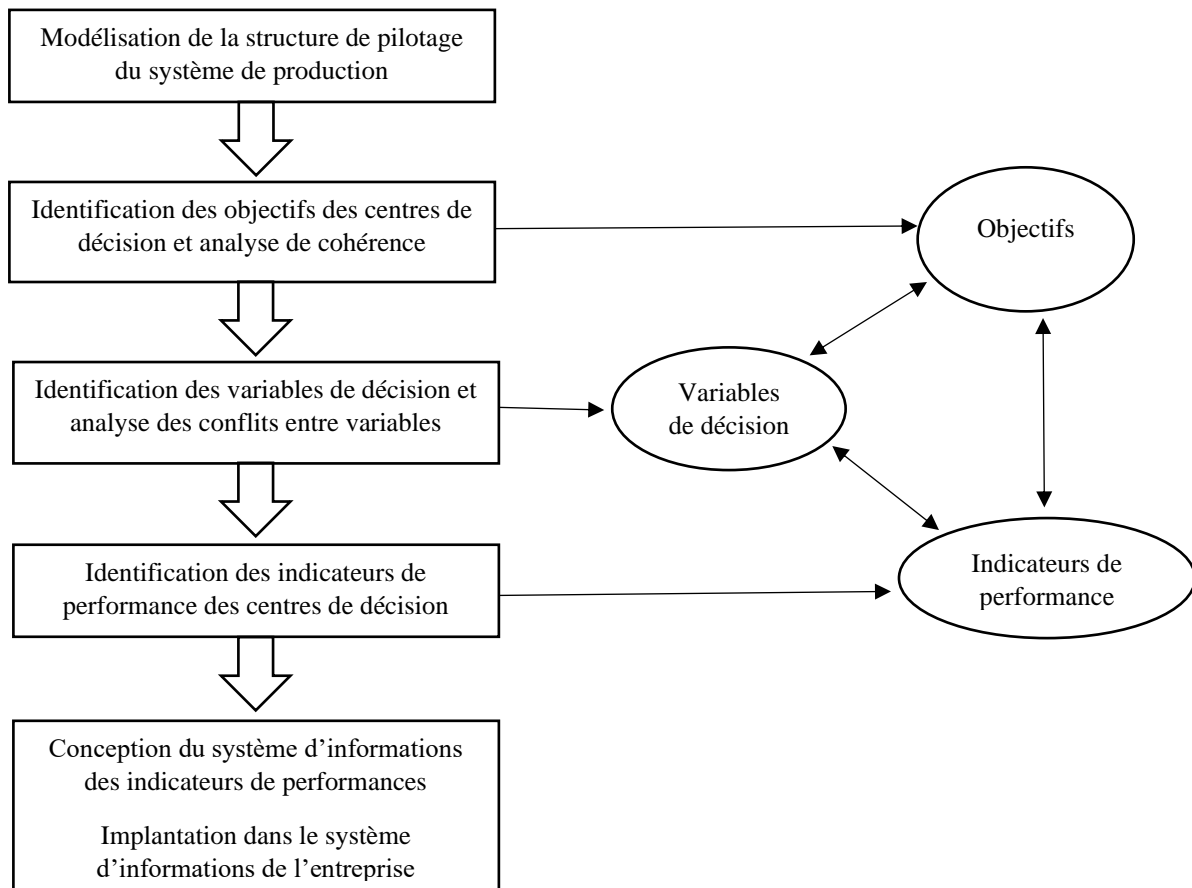 Modélisation de la structure de pilotage
du système de production
Identification des objectifs des centres de
décision et analyse de cohérence
Objectifs
Identification des variables de décision et
analyse des conflits entre variables
Variables
de décision
Identification des indicateurs de
performance des centres de décision
Indicateurs de
performance
Conception du système d’informations
des indicateurs de performances
Implantation dans le système
d’informations de l’entreprise